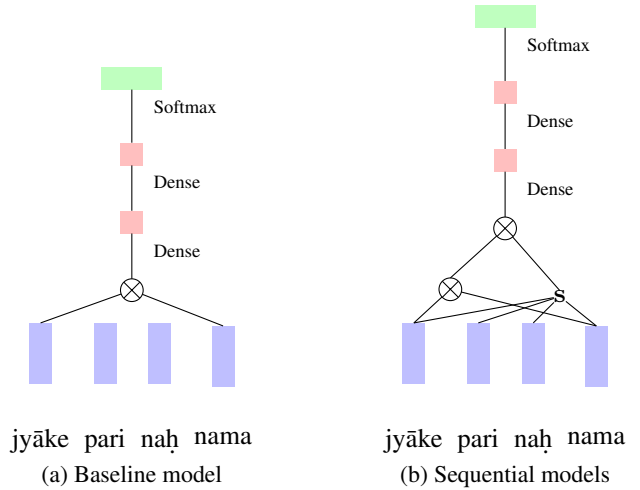 Softmax
Dense
Dense
jyāke pari naḥ nama
(a) Baseline model
Softmax
Dense
Dense
s
jyāke pari naḥ nama
(b) Sequential models